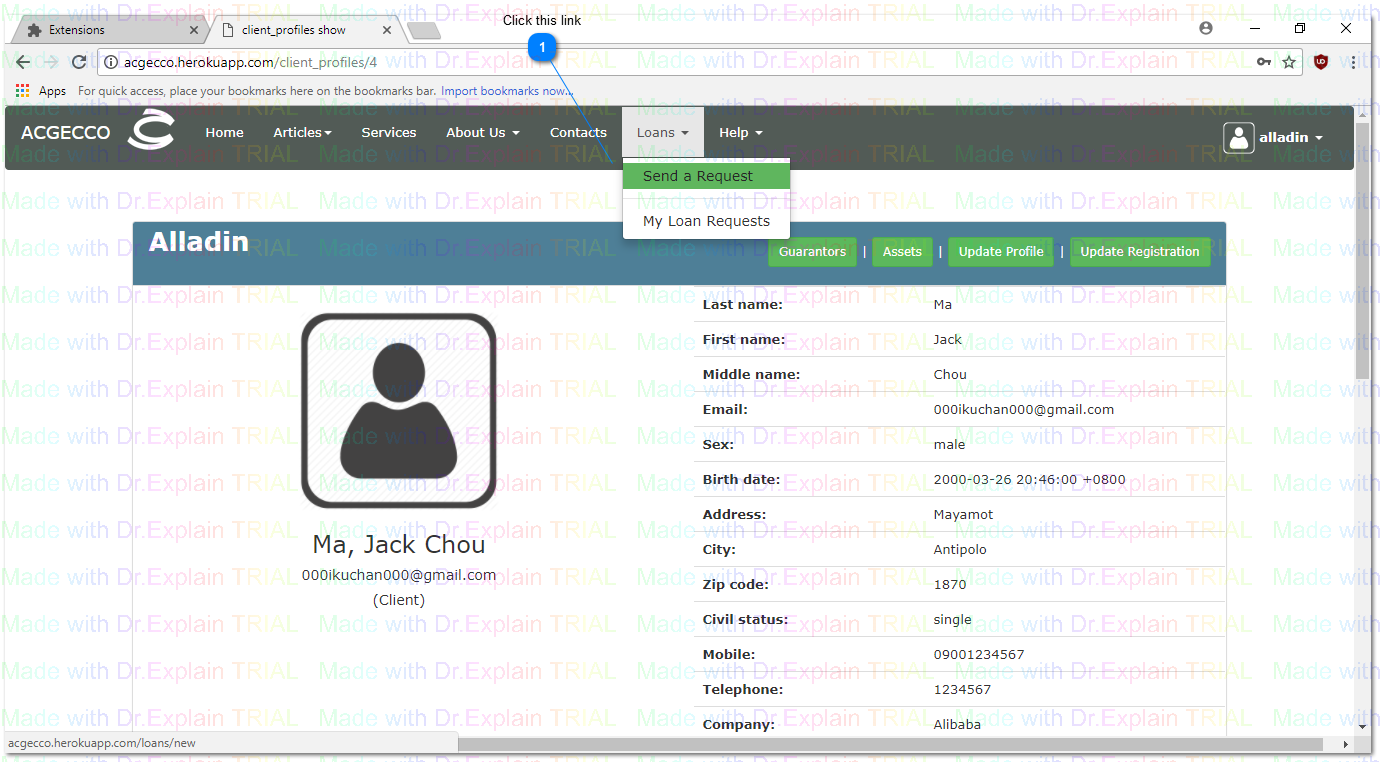 Click this link
1
Extensions
client_profiles show
acgecco.herokuapp.com/client_profiles/4
Apps For quick access, place your bookmarks here on the bookmarks bar. Import bookmarks now...
ACGECCO Home Articles Services About Us Contacts Loans Help alladin
Send a Request
My Loan Requests
Alladin
Guarantors | Assets | Update Profile | Update Registration
Last name: Ma
First name: Jack
Middle name: Chou
Email: 000ikuchan000@gmail.com
Sex: male
Birth date: 2000-03-26 20:46:00 +0800
Address: Mayamot
City: Antipolo
Zip code: 1870
Civil status: single
Mobile: 09001234567
Telephone: 1234567
Company: Alibaba
Ma, Jack Chou
000ikuchan000@gmail.com
(Client)
acgecco.herokuapp.com/loans/new
Made with Dr.Explain TRIAL